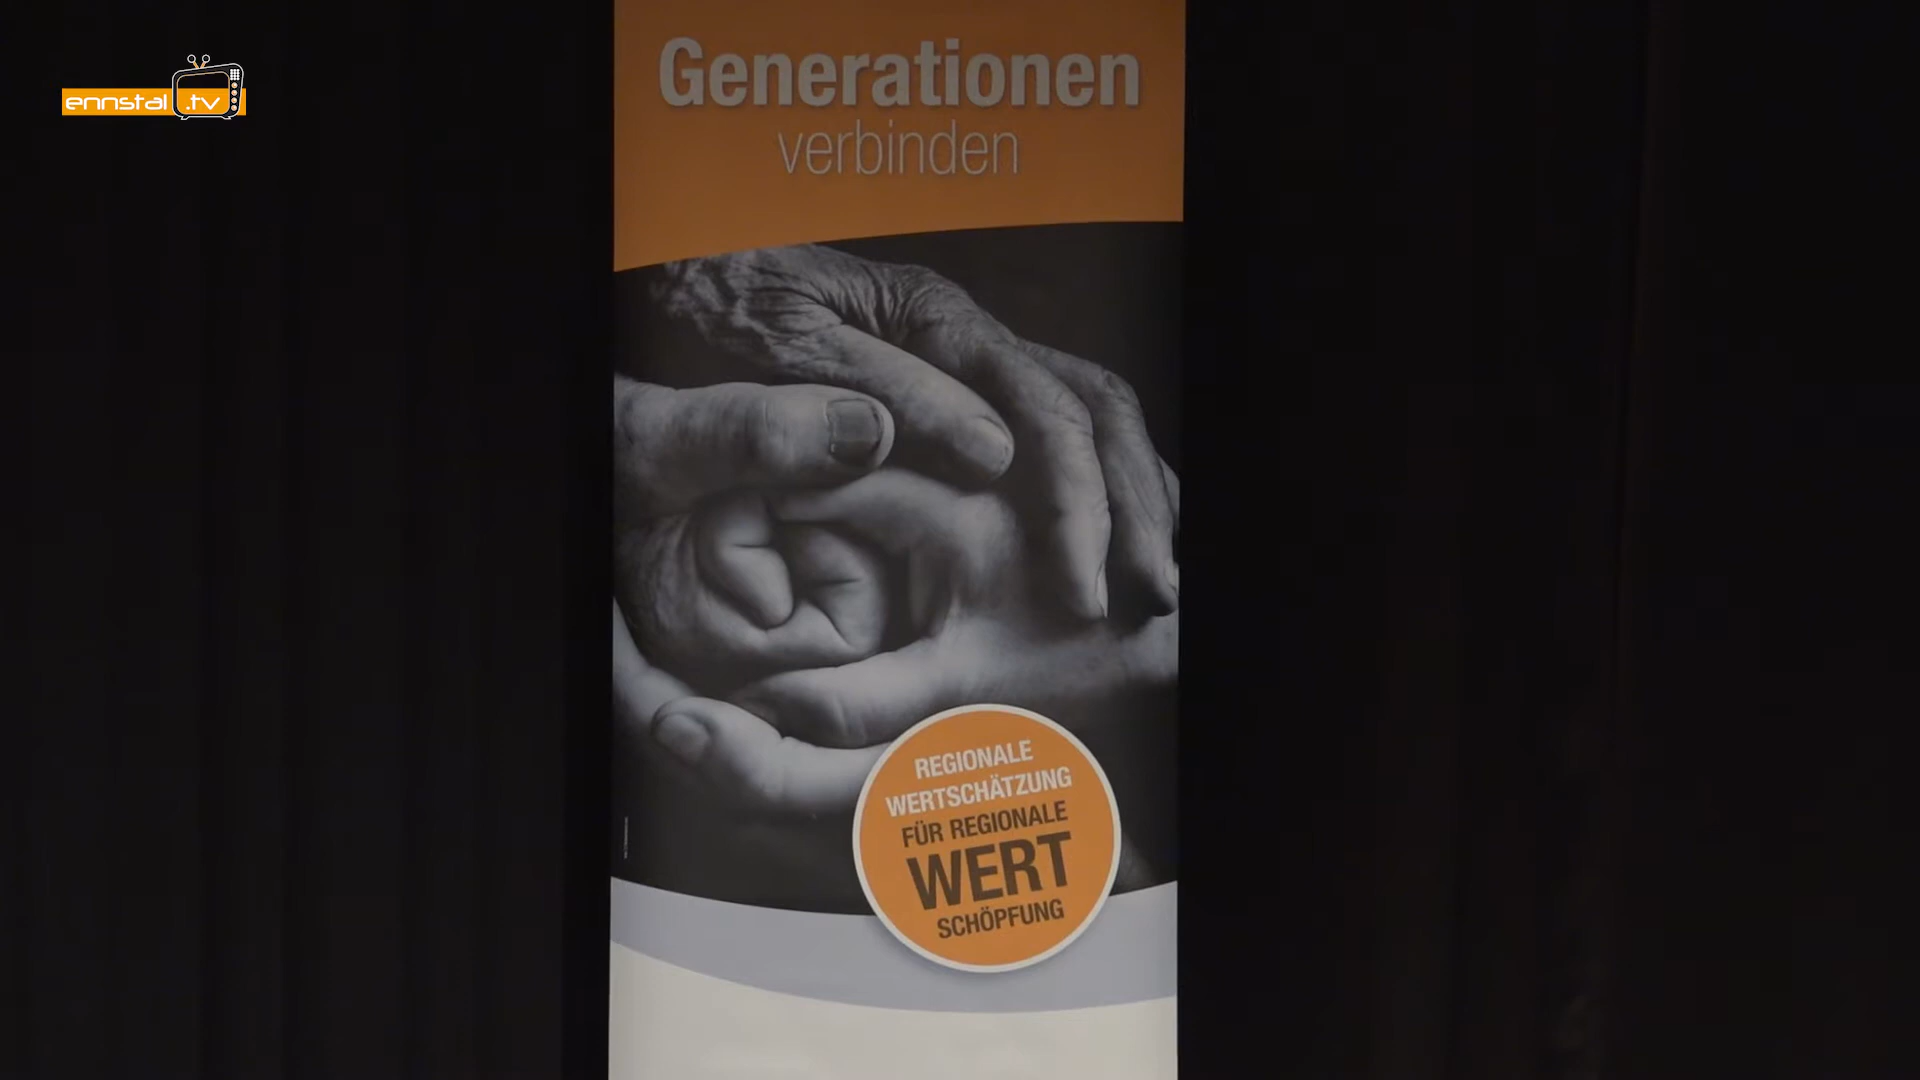 ennstal.tv
Generationen
verbinden
REGIONALE
WERTSCHÄTZUNG
FÜR REGIONALE
WERT
SCHÖPFUNG